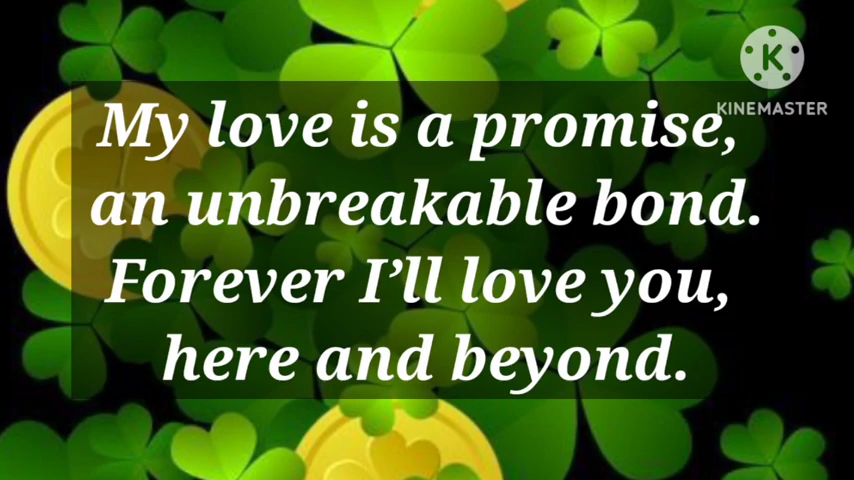 K
KINEMASTER
My love is a promise,
an unbreakable bond.
Forever I’ll love you,
here and beyond.